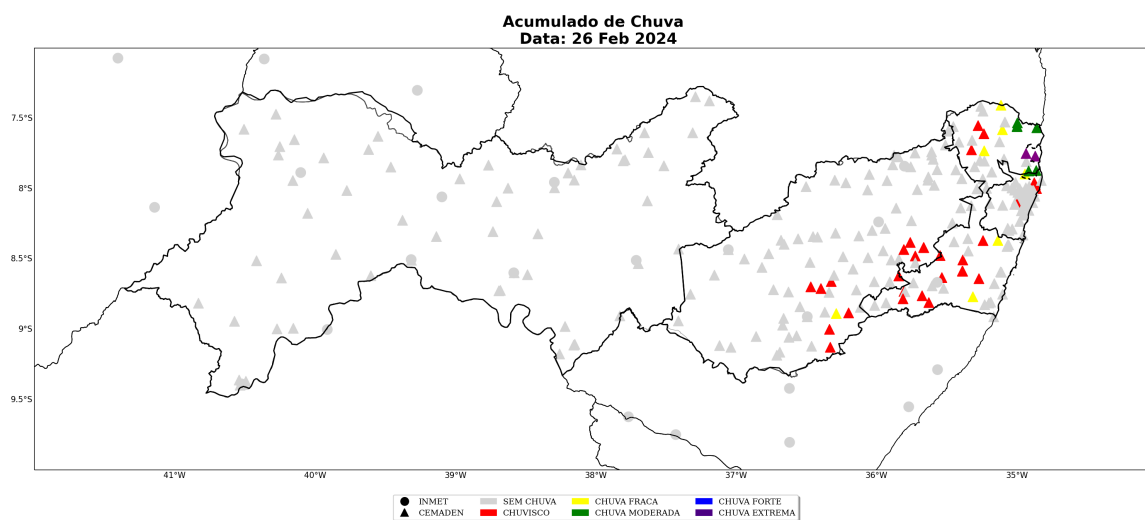 Acumulado de Chuva
Data: 26 Feb 2024
7.5°S
8°S
8.5°S
9°S
9.5°S
41°W
40°W
39°W
38°W
37°W
36°W
35°W
INMET
CEMADEN
SEM CHUVA
CHUVISCO
CHUVA FRACA
CHUVA MODERADA
CHUVA FORTE
CHUVA EXTREMA